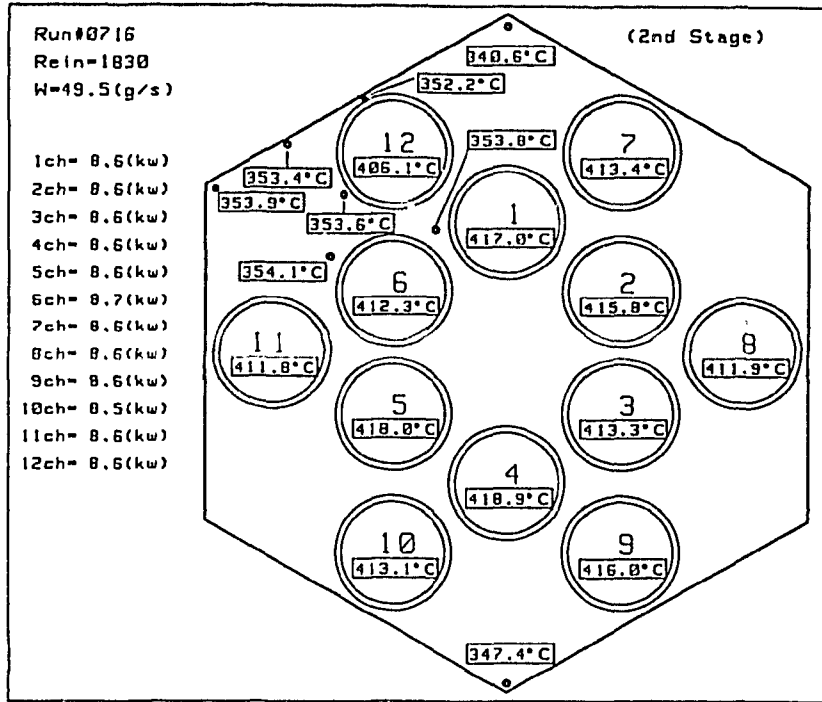 Run#0716
Rein=1830
W=49.5(g/s)
(2nd Stage)
1ch= 8.6(kw)
2ch= 8.6(kw)
3ch= 8.6(kw)
4ch= 8.6(kw)
5ch= 8.6(kw)
6ch= 8.7(kw)
7ch= 8.6(kw)
8ch= 8.6(kw)
9ch= 8.6(kw)
10ch= 8.5(kw)
11ch= 8.6(kw)
12ch= 8.6(kw)
340.6°C
352.2°C
353.8°C
353.4°C
353.9°C
353.6°C
354.1°C
12
406.1°C
7
413.4°C
1
417.0°C
6
412.3°C
2
415.8°C
11
411.8°C
8
411.9°C
5
418.0°C
3
413.3°C
4
418.9°C
10
413.1°C
9
416.0°C
347.4°C